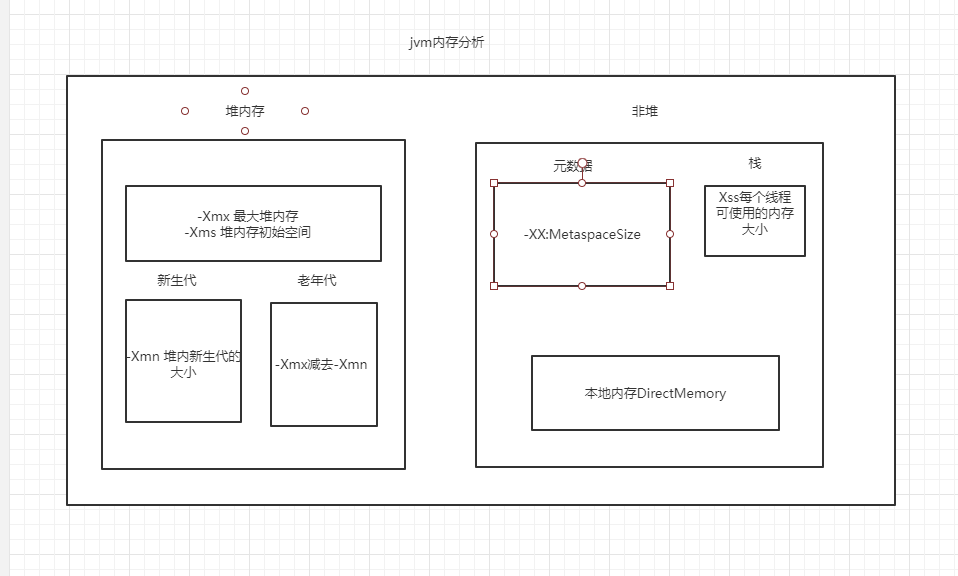 jvm内存分析
堆内存
非堆
元数据
栈
-Xmx 最大堆内存
-Xms 堆内存初始空间
-XX:MetaspaceSize
Xss每个线程
可使用的内存
大小
新生代
老年代
-Xmn 堆内新生代的
大小
-Xmx减去-Xmn
本地内存DirectMemory